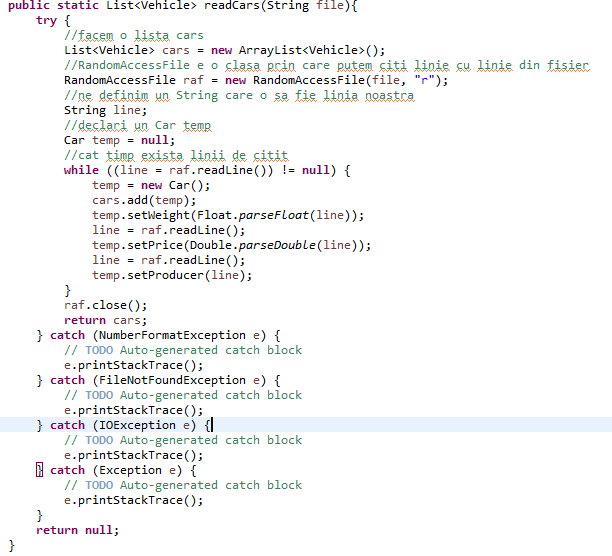 public static List<Vehicle> readCars(String file){
    try {
        //facem o lista cars
        List<Vehicle> cars = new ArrayList<Vehicle>();
        //RandomAccessFile e o clasa prin care putem citi linie cu linie din fisier
        RandomAccessFile raf = new RandomAccessFile(file, "r");
        //ne definim un String care o sa fie linia noastra
        String line;
        //declari un Car temp
        Car temp = null;
        //cat timp exista linii de citit
        while ((line = raf.readLine()) != null) {
            temp = new Car();
            cars.add(temp);
            temp.setWeight(Float.parseFloat(line));
            line = raf.readLine();
            temp.setPrice(Double.parseDouble(line));
            line = raf.readLine();
            temp.setProducer(line);
        }
        raf.close();
        return cars;
    } catch (NumberFormatException e) {
        // TODO Auto-generated catch block
        e.printStackTrace();
    } catch (FileNotFoundException e) {
        // TODO Auto-generated catch block
        e.printStackTrace();
    } catch (IOException e) {
        // TODO Auto-generated catch block
        e.printStackTrace();
    } catch (Exception e) {
        // TODO Auto-generated catch block
        e.printStackTrace();
    }
    return null;
}